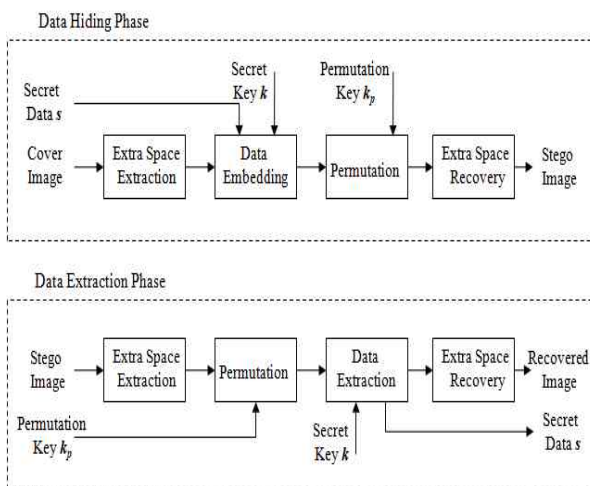 Data Hiding Phase
Secret
Data s
Secret
Key k
Permutation
Key kp
Cover
Image
Extra Space
Extraction
Data
Embedding
Permutation
Extra Space
Recovery
Stego
Image
Data Extraction Phase
Stego
Image
Extra Space
Extraction
Permutation
Data
Extraction
Extra Space
Recovery
Recovered
Image
Permutation
Key kp
Secret
Key k
Secret
Data s